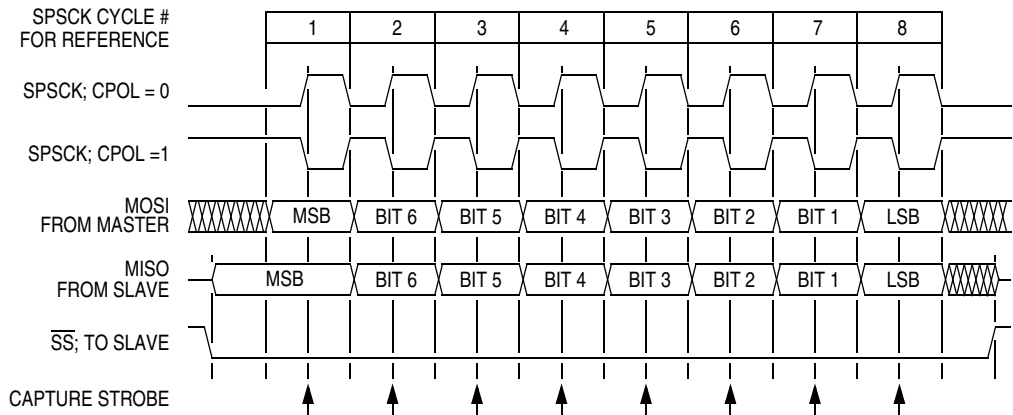 SPSCK CYCLE #
FOR REFERENCE
1 2 3 4 5 6 7 8
SPSCK; CPOL = 0
SPSCK; CPOL =1
MOSI
FROM MASTER
MSB BIT 6 BIT 5 BIT 4 BIT 3 BIT 2 BIT 1 LSB
MISO
FROM SLAVE
MSB BIT 6 BIT 5 BIT 4 BIT 3 BIT 2 BIT 1 LSB
SS; TO SLAVE
CAPTURE STROBE